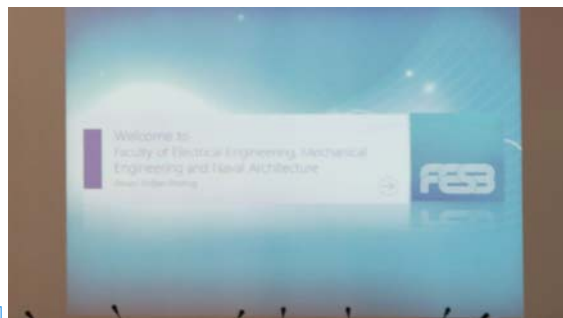 Welcome to
Faculty of Electrical Engineering, Mechanical
Engineering and Naval Architecture
FESB